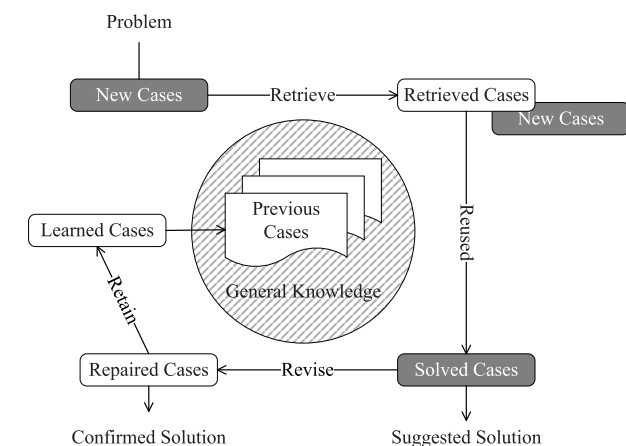 Problem
New Cases
Retrieve
Retrieved Cases
New Cases
Previous
Cases
Reused
Learned Cases
General Knowledge
Retain
Repaired Cases
Revise
Solved Cases
Confirmed Solution
Suggested Solution